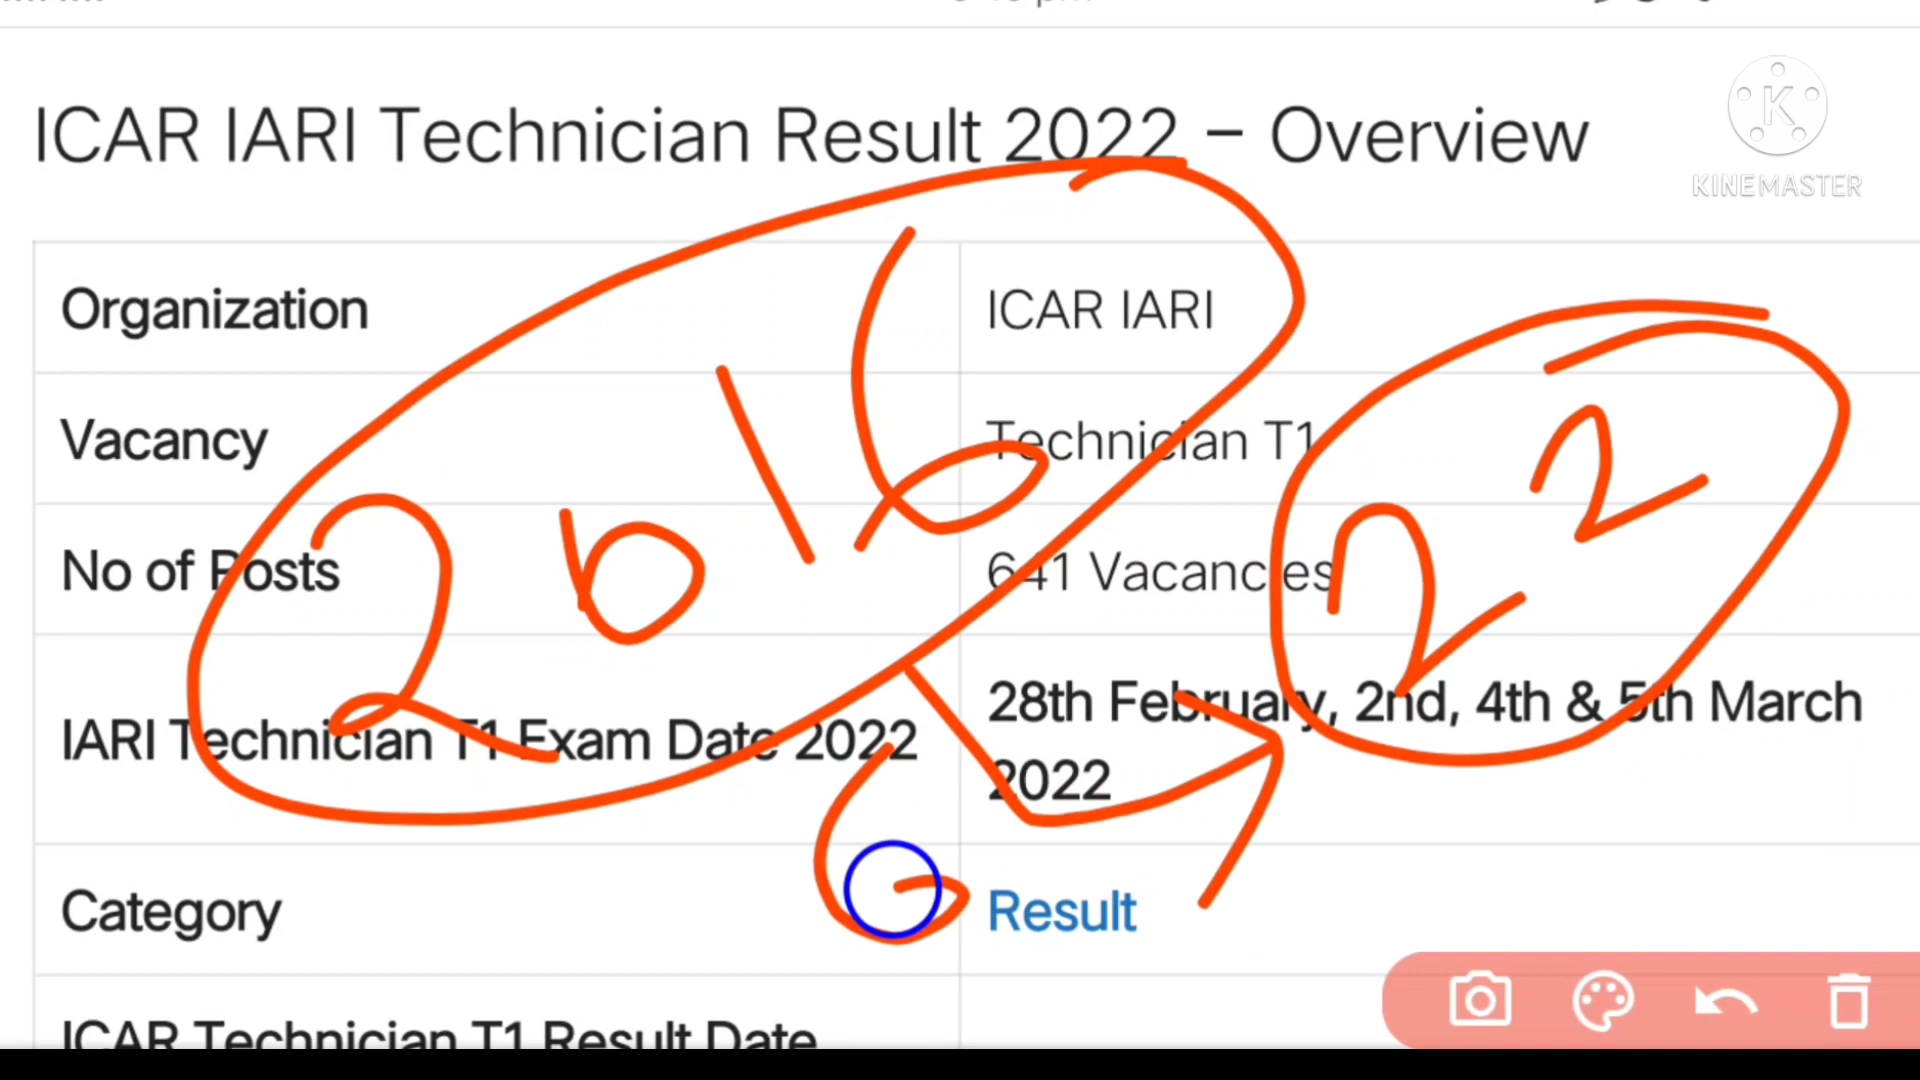 ICAR IARI Technician Result 2022 – Overview
K
KINEMASTER
Organization ICAR IARI
Vacancy Technician T1
No of Posts 641 Vacancies
IARI Technician T1 Exam Date 2022 28th February, 2nd, 4th & 5th March
2022
Category Result
ICAR Technician T1 Result Date
2016
22
6